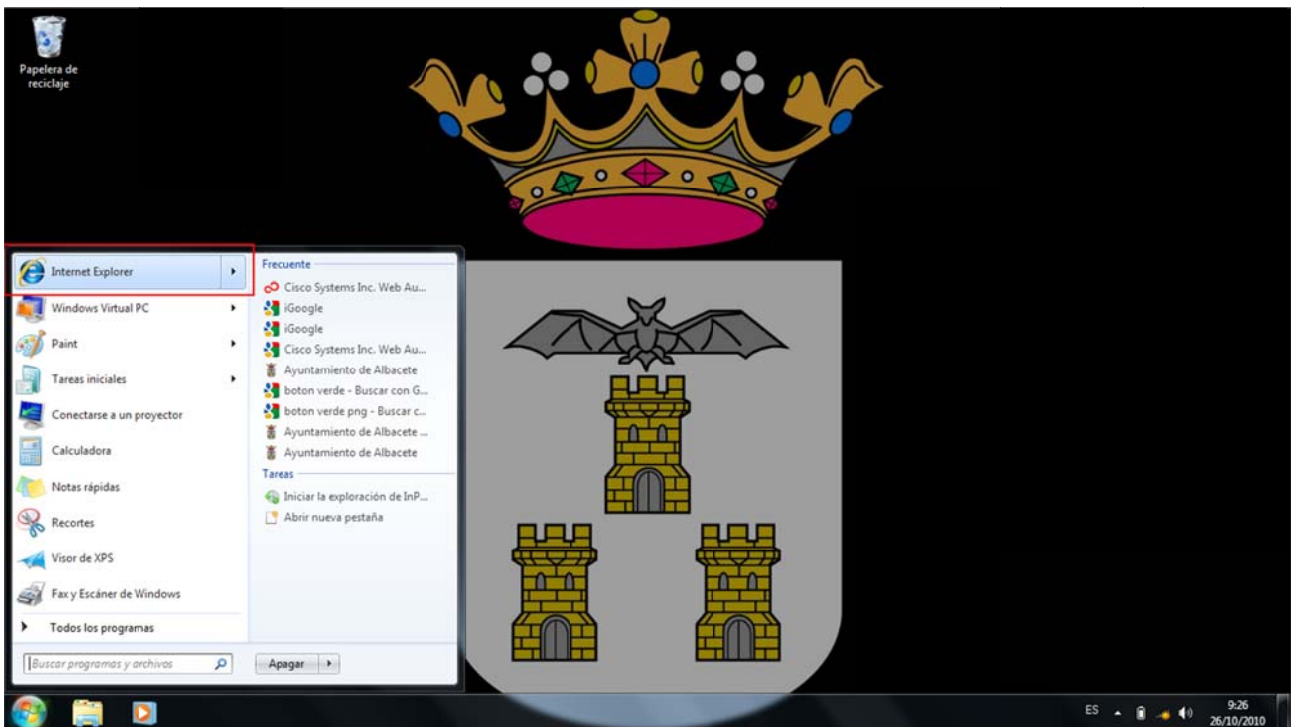 Papelera de
reciclaje
Internet Explorer
Windows Virtual PC
Paint
Tareas iniciales
Conectarse a un proyector
Calculadora
Notas rápidas
Recortes
Visor de XPS
Fax y Escáner de Windows
Todos los programas
Buscar programas y archivos
Frecuente
Cisco Systems Inc. Web Au...
iGoogle
iGoogle
Cisco Systems Inc. Web Au...
Ayuntamiento de Albacete
boton verde - Buscar con G...
boton verde png - Buscar c...
Ayuntamiento de Albacete ...
Ayuntamiento de Albacete
Tareas
Iniciar la exploración de InP...
Abrir nueva pestaña
Apagar
ES
9:26
26/10/2010